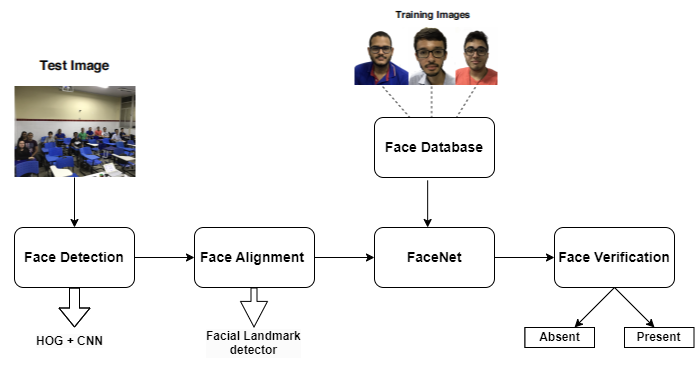 Training Images
Test Image
Face Database
Face Detection
Face Alignment
FaceNet
Face Verification
HOG + CNN
Facial Landmark
detector
Absent
Present